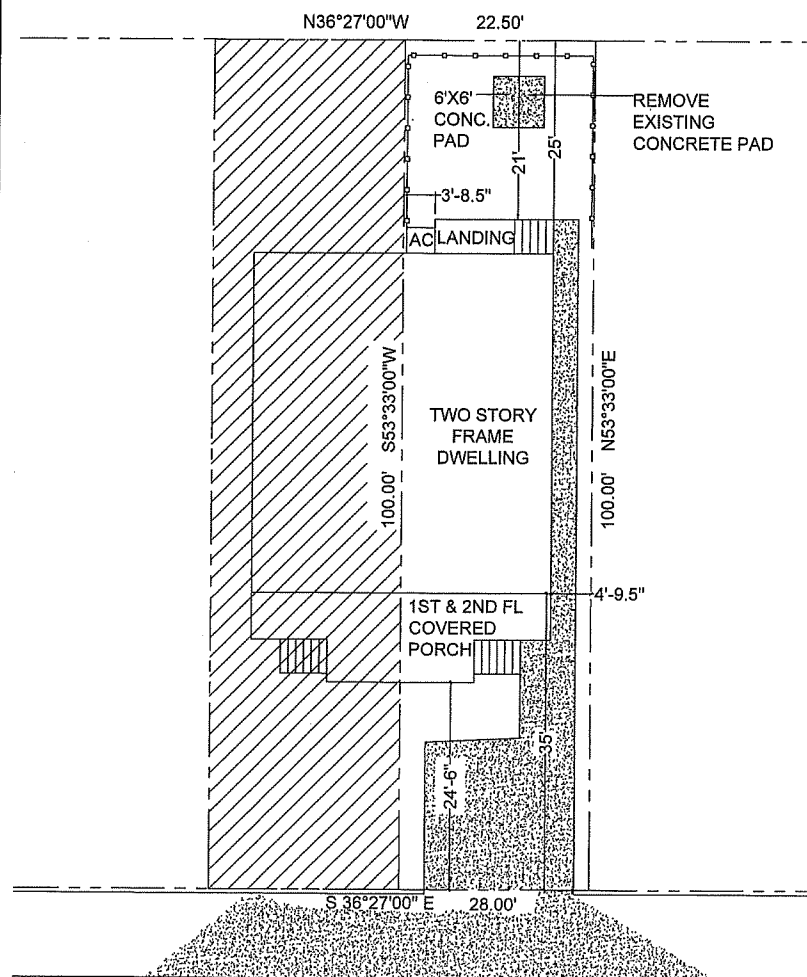 N36°27'00"W 22.50'
6'X6'
CONC.
PAD
REMOVE
EXISTING
CONCRETE PAD
21'
25'
3'-8.5"
AC
LANDING
100.00' S53°33'00"W
TWO STORY
FRAME
DWELLING
100.00' N53°33'00"E
4'-9.5"
1ST & 2ND FL
COVERED
PORCH
35'
24'-6"
S 36°27'00" E 28.00'